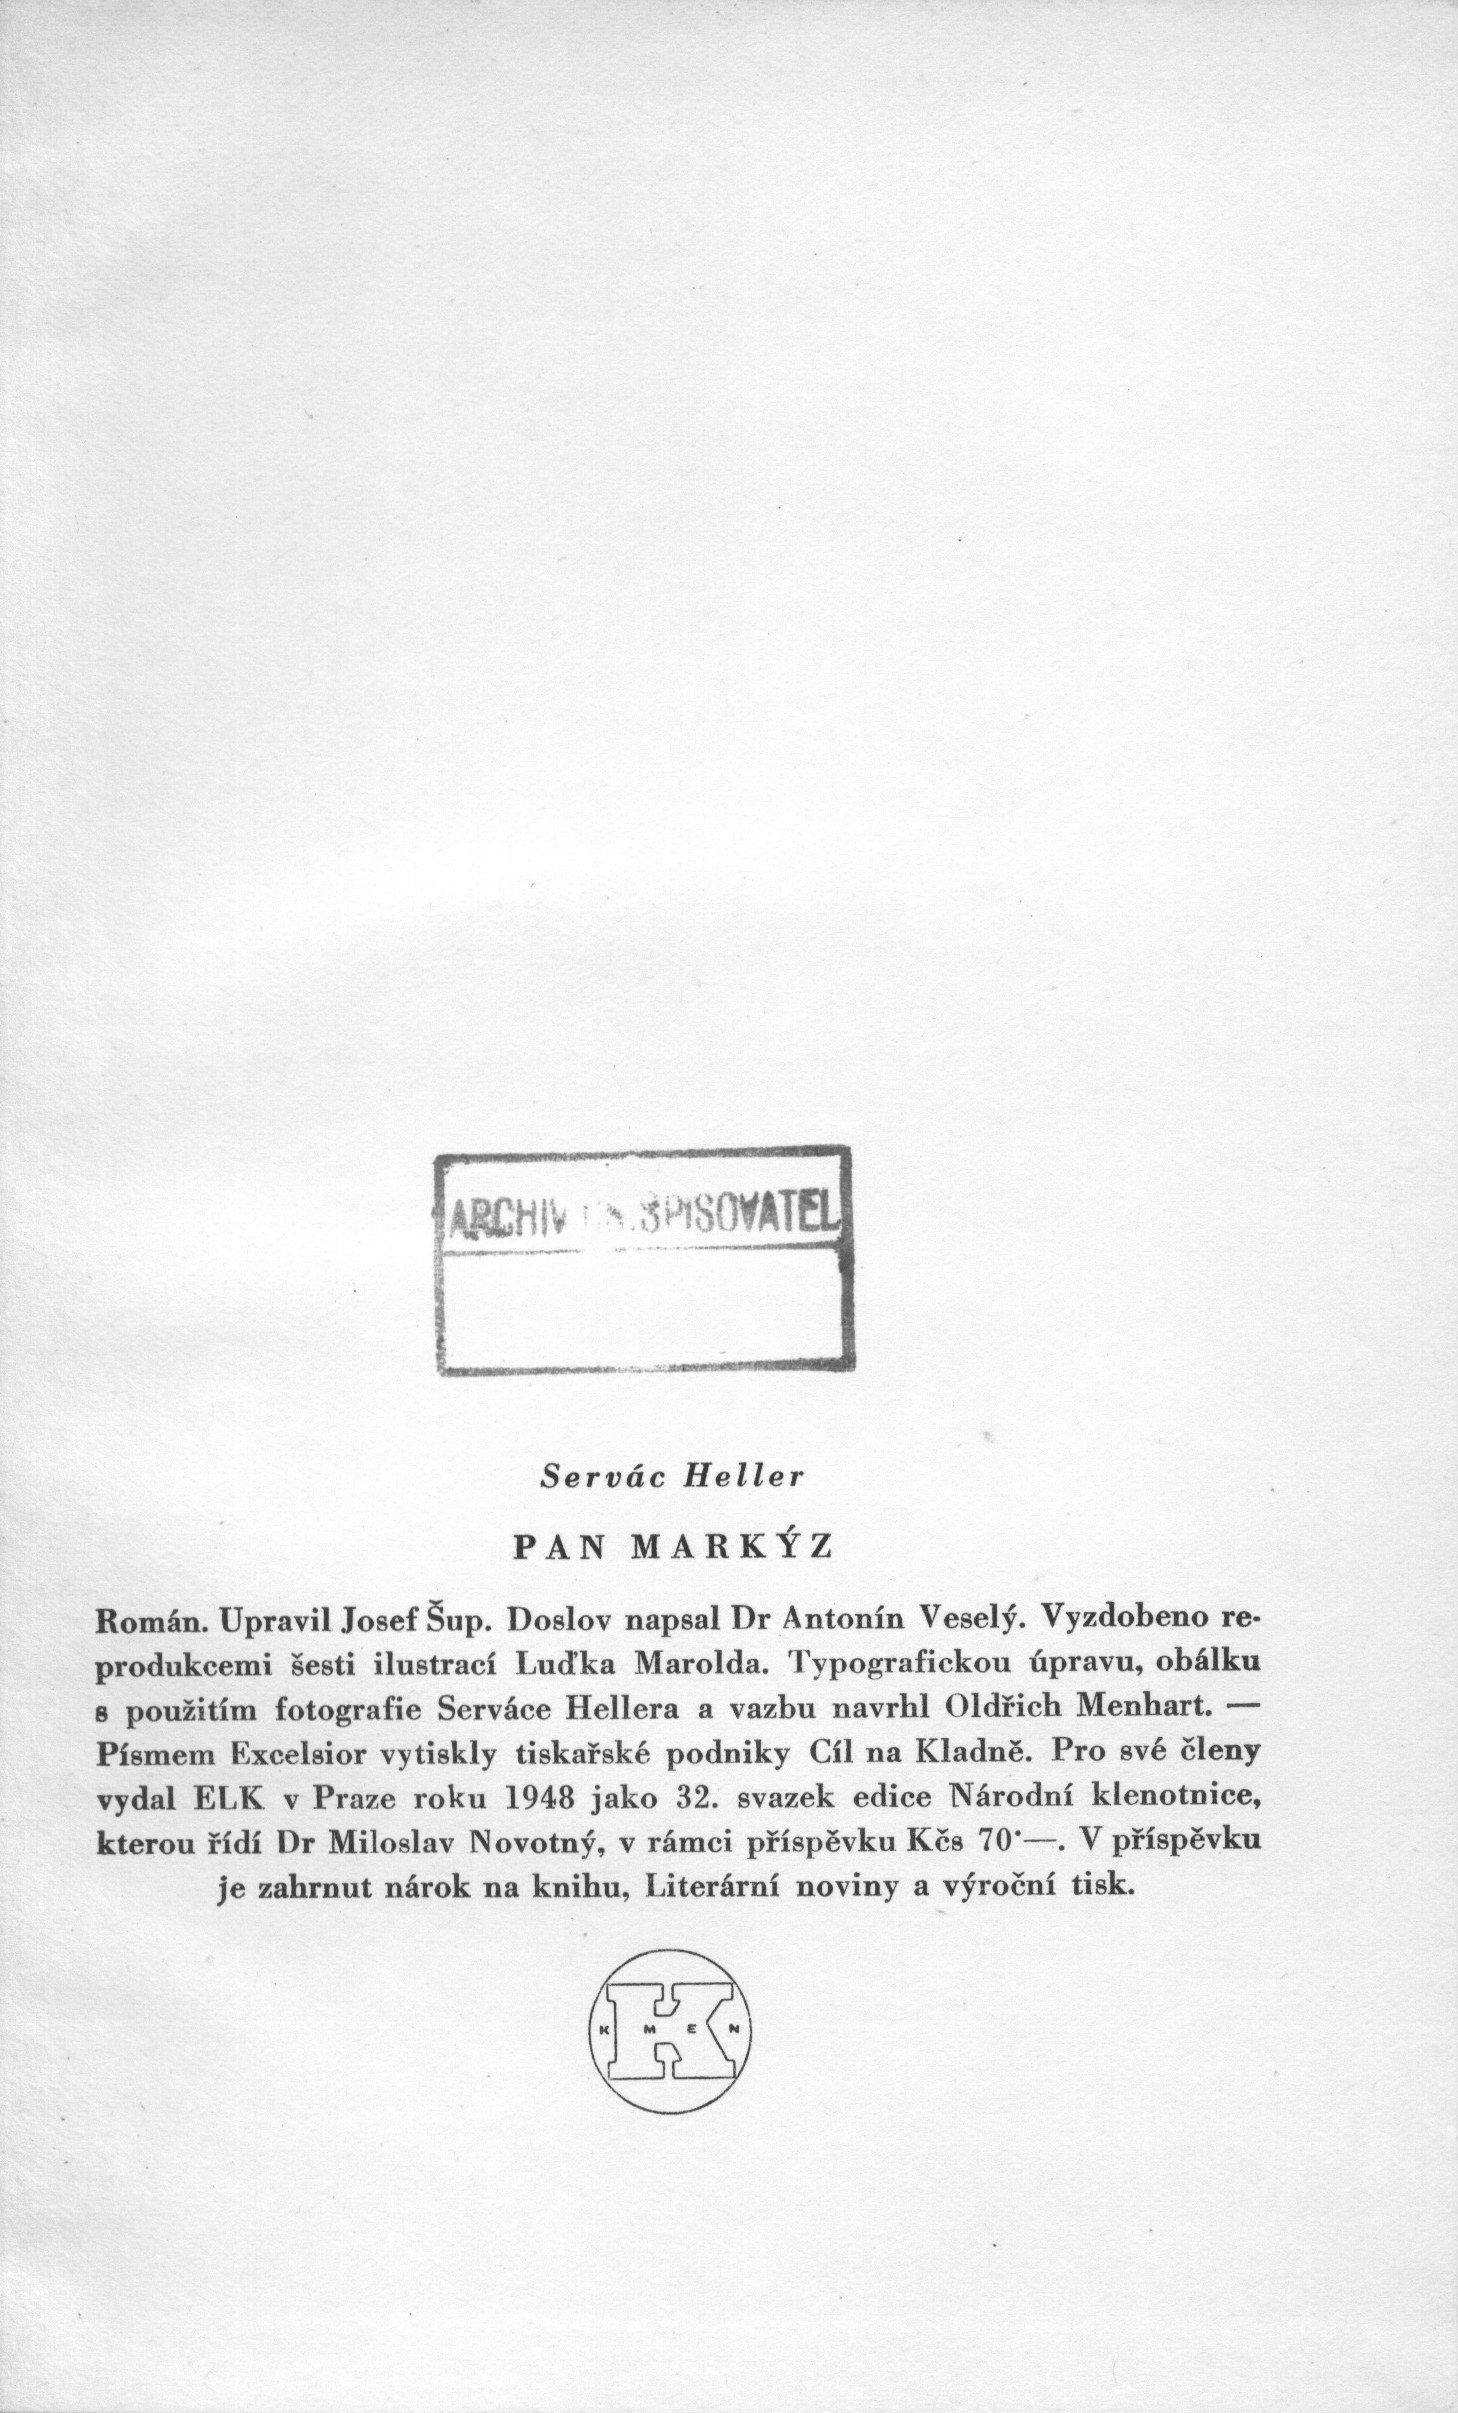 ARCHIV SPISOVATEL
Servác Heller
PAN MARKÝZ
Román. Upravil Josef Šup. Doslov napsal Dr Antonín Veselý. Vyzdobeno re-
produkcemi šesti ilustrací Luďka Marolda. Typografickou úpravu, obálku
s použitím fotografie Serváce Hellera a vazbu navrhl Oldřich Menhart. —
Písmem Excelsior vytiskly tiskařské podniky Cíl na Kladně. Pro své členy
vydal ELK v Praze roku 1948 jako 32. svazek edice Národní klenotnice,
kterou řídí Dr Miloslav Novotný, v rámci příspěvku Kčs 70·—. V příspěvku
je zahrnut nárok na knihu, Literární noviny a výroční tisk.
K M E N